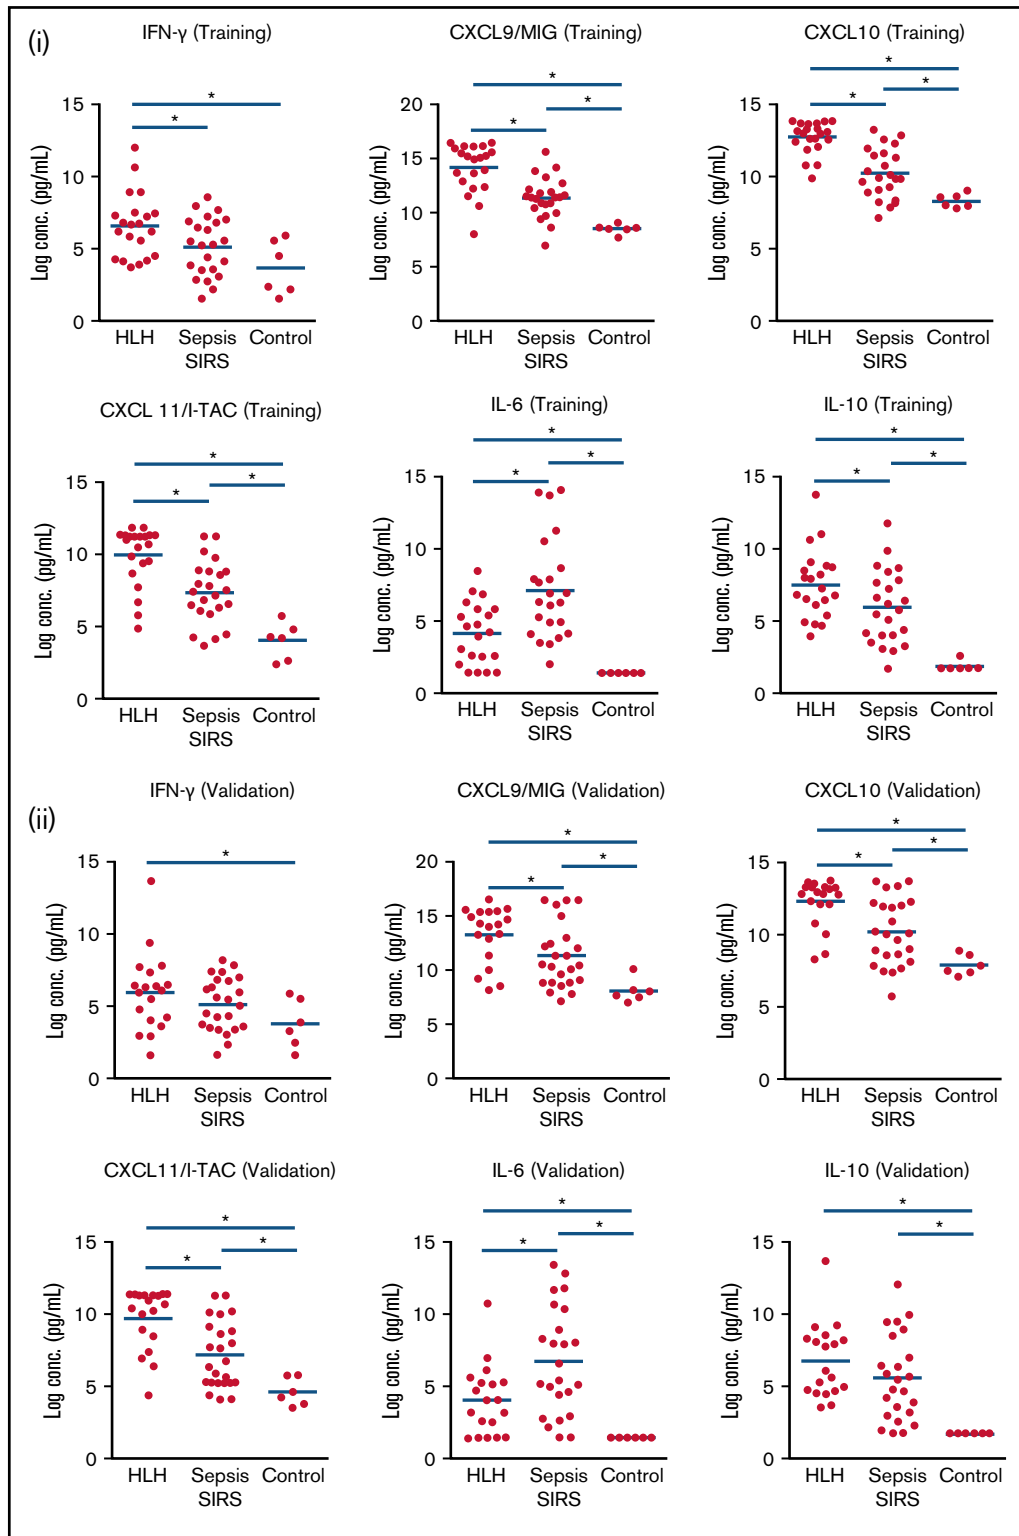 (i)
IFN-γ (Training)
*
*
Log conc. (pg/mL)
15
10
5
0
HLH
Sepsis
SIRS
Control
CXCL9/MIG (Training)
*
*
*
Log conc. (pg/mL)
20
15
10
5
0
HLH
Sepsis
SIRS
Control
CXCL10 (Training)
*
*
*
Log conc. (pg/mL)
15
10
5
0
HLH
Sepsis
SIRS
Control
CXCL 11/I-TAC (Training)
*
*
*
Log conc. (pg/mL)
15
10
5
0
HLH
Sepsis
SIRS
Control
IL-6 (Training)
*
*
*
Log conc. (pg/mL)
15
10
5
0
HLH
Sepsis
SIRS
Control
IL-10 (Training)
*
*
*
Log conc. (pg/mL)
15
10
5
0
HLH
Sepsis
SIRS
Control
(ii)
IFN-γ (Validation)
*
Log conc. (pg/mL)
15
10
5
0
HLH
Sepsis
SIRS
Control
CXCL9/MIG (Validation)
*
*
*
Log conc. (pg/mL)
20
15
10
5
0
HLH
Sepsis
SIRS
Control
CXCL10 (Validation)
*
*
*
Log conc. (pg/mL)
15
10
5
0
HLH
Sepsis
SIRS
Control
CXCL11/I-TAC (Validation)
*
*
*
Log conc. (pg/mL)
15
10
5
0
HLH
Sepsis
SIRS
Control
IL-6 (Validation)
*
*
*
Log conc. (pg/mL)
15
10
5
0
HLH
Sepsis
SIRS
Control
IL-10 (Validation)
*
*
Log conc. (pg/mL)
15
10
5
0
HLH
Sepsis
SIRS
Control